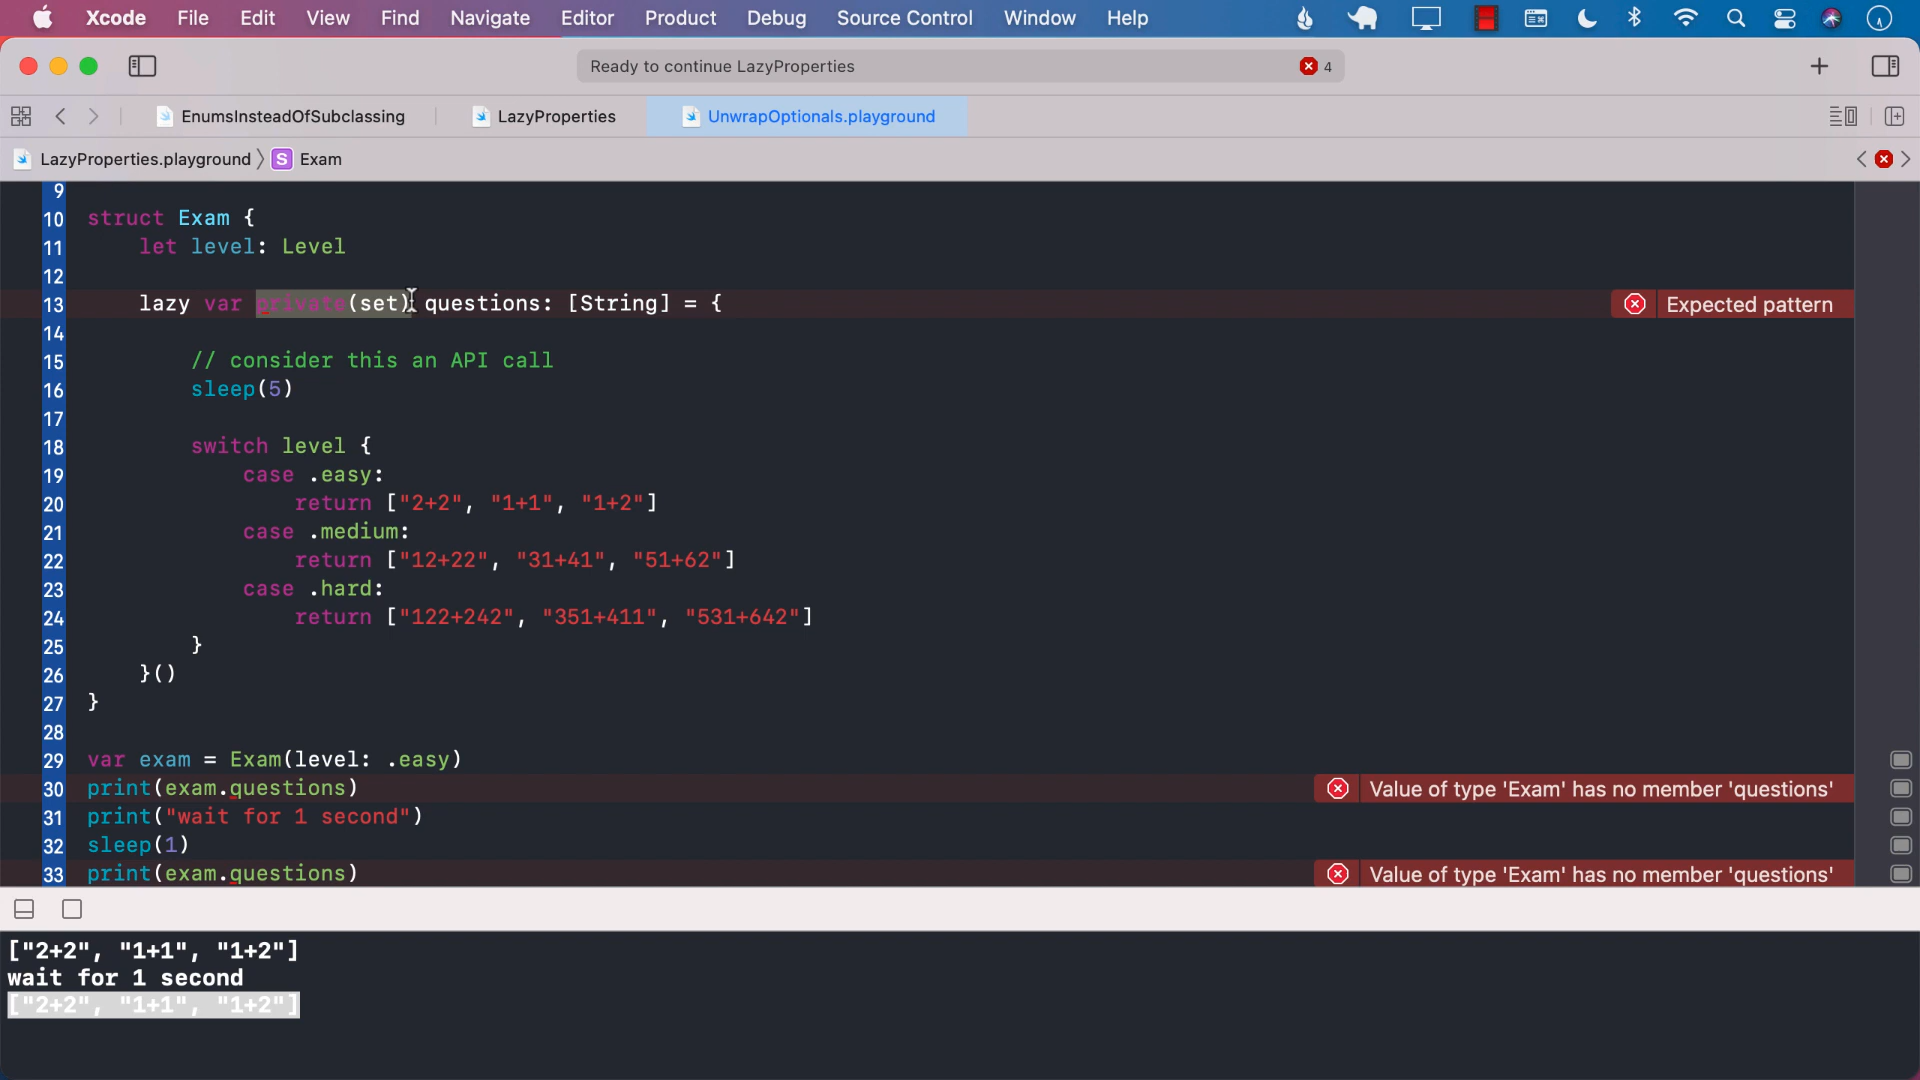 Xcode File Edit View Find Navigate Editor Product Debug Source Control Window Help
Ready to continue LazyProperties 4
EnumsInsteadOfSubclassing LazyProperties UnwrapOptionals.playground
LazyProperties.playground S Exam
9
10 struct Exam {
11 let level: Level
12
13 lazy var private(set) questions: [String] = { Expected pattern
14
15 // consider this an API call
16 sleep(5)
17
18 switch level {
19 case .easy:
20 return ["2+2", "1+1", "1+2"]
21 case .medium:
22 return ["12+22", "31+41", "51+62"]
23 case .hard:
24 return ["122+242", "351+411", "531+642"]
25 }
26 }()
27 }
28
29 var exam = Exam(level: .easy)
30 print(exam.questions) Value of type 'Exam' has no member 'questions'
31 print("wait for 1 second")
32 sleep(1)
33 print(exam.questions) Value of type 'Exam' has no member 'questions'
["2+2", "1+1", "1+2"]
wait for 1 second
["2+2", "1+1", "1+2"]